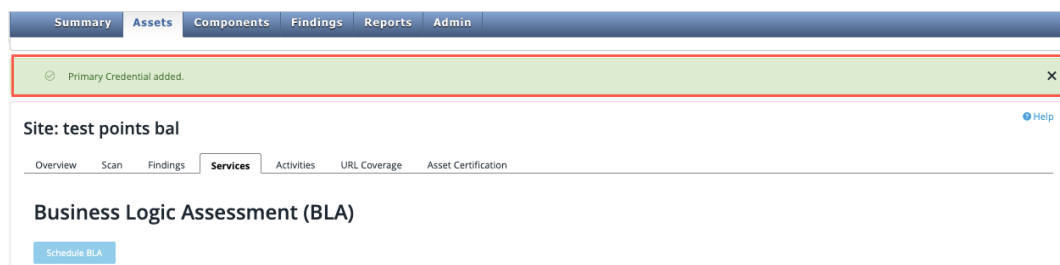 Summary Assets Components Findings Reports Admin
Primary Credential added.
Help
Site: test points bal
Overview Scan Findings Services Activities URL Coverage Asset Certification
Business Logic Assessment (BLA)
Schedule BLA